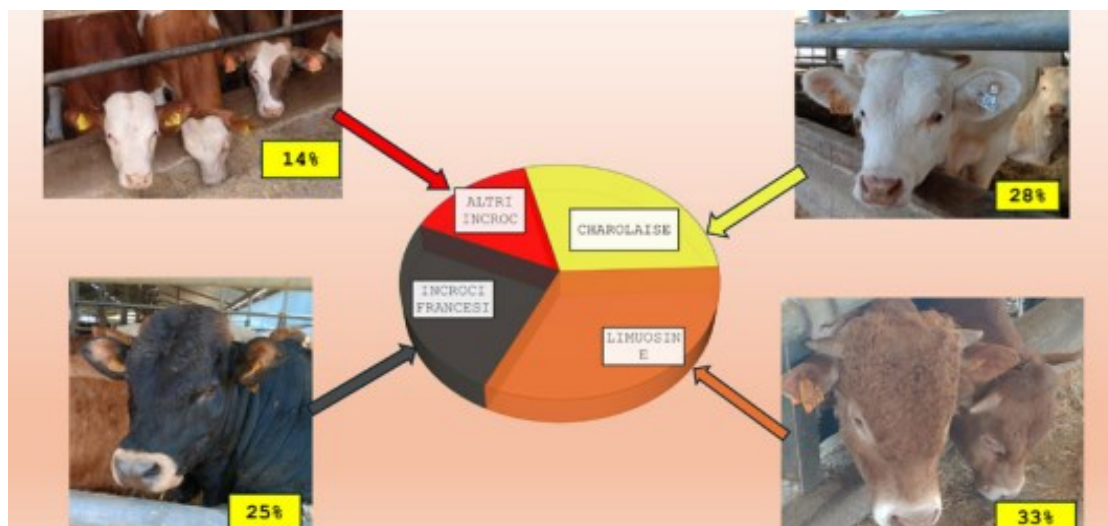 14%
28%
ALTRI
INCROC
CHAROLAISE
INCROCI
FRANCESI
LIMUOSIN
E
25%
33%